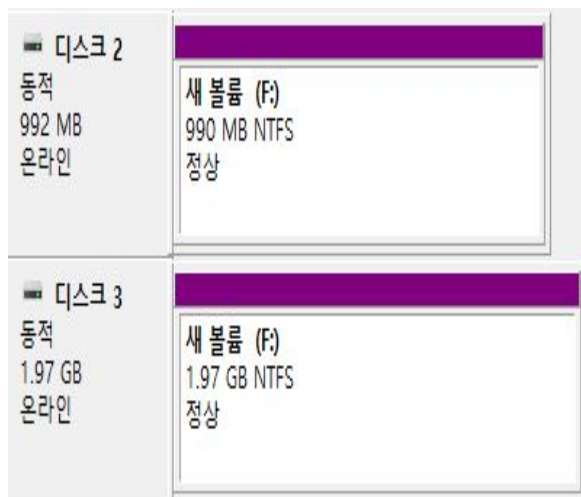 디스크 2
동적
992 MB
온라인
새 볼륨 (F:)
990 MB NTFS
정상
디스크 3
동적
1.97 GB
온라인
새 볼륨 (F:)
1.97 GB NTFS
정상